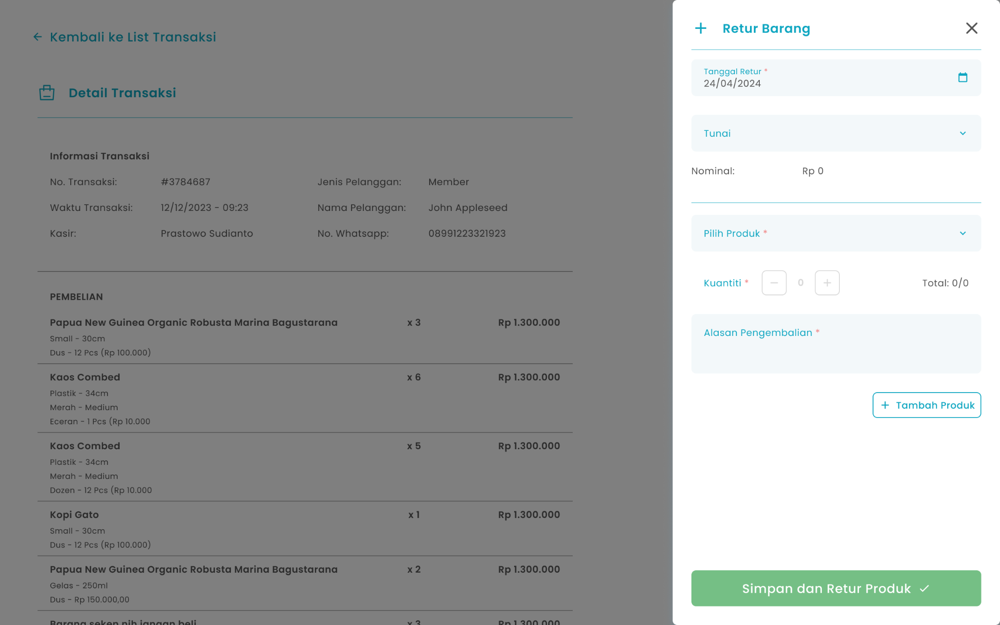 Kembali ke List Transaksi
Detail Transaksi
Informasi Transaksi
No. Transaksi: #3784687 Jenis Pelanggan: Member
Waktu Transaksi: 12/12/2023 - 09:23 Nama Pelanggan: John Appleseed
Kasir: Prastowo Sudianto No. Whatsapp: 08991223321923
PEMBELIAN
Papua New Guinea Organic Robusta Marina Bagustarana x 3 Rp 1.300.000
Small - 30cm
Dus - 12 Pcs (Rp 100.000)
Kaos Combed x 6 Rp 1.300.000
Plastik - 34cm
Merah - Medium
Eceran - 1 Pcs (Rp 10.000
Kaos Combed x 5 Rp 1.300.000
Plastik - 34cm
Merah - Medium
Dozen - 12 Pcs (Rp 10.000
Kopi Gato x 1 Rp 1.300.000
Small - 30cm
Dus - 12 Pcs (Rp 100.000)
Papua New Guinea Organic Robusta Marina Bagustarana x 2 Rp 1.300.000
Gelas - 250ml
Dus - Rp 150.000,00
Barang seken nih jangan beli x 3 Rp 1.300.000
Retur Barang
Tanggal Retur *
24/04/2024
Tunai
Nominal: Rp 0
Pilih Produk *
Kuantiti * 0 Total: 0/0
Alasan Pengembalian *
Tambah Produk
Simpan dan Retur Produk